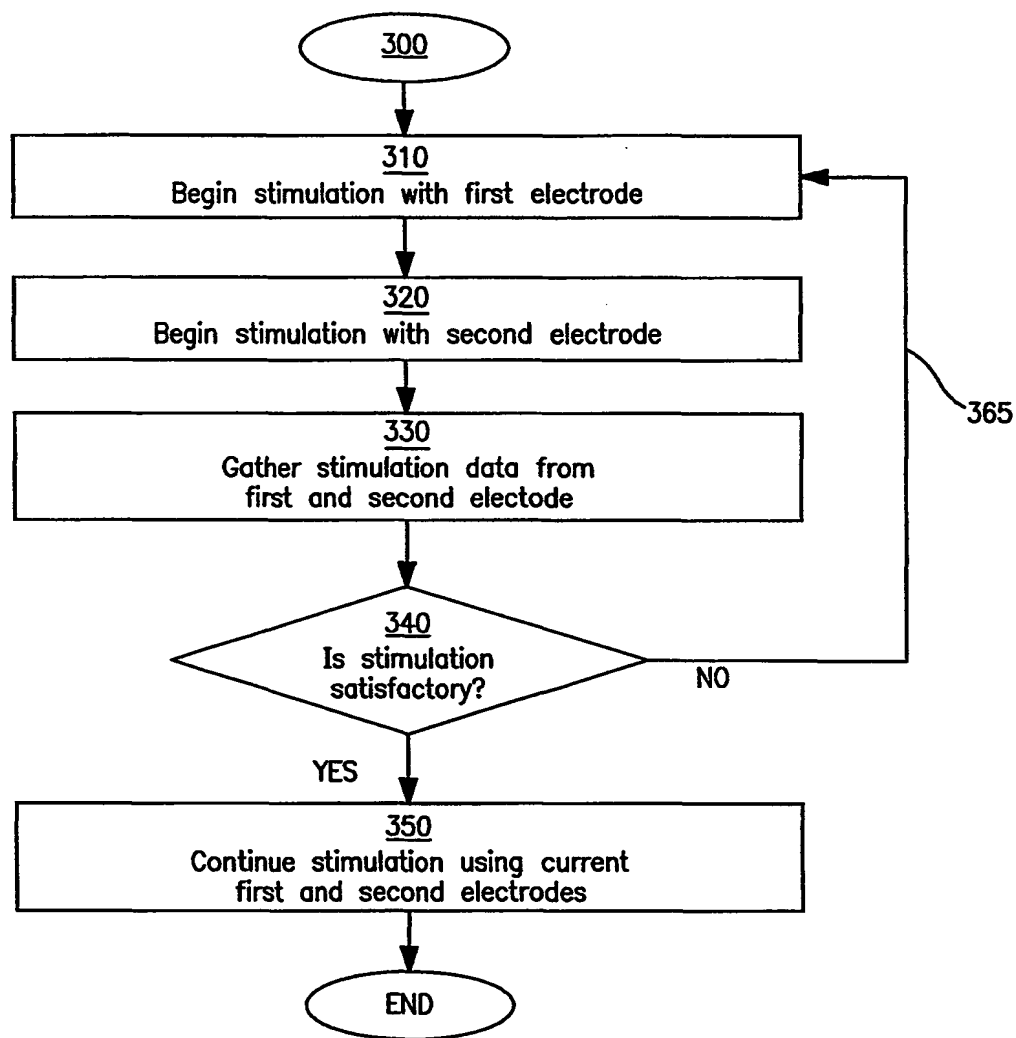 300
310
Begin stimulation with first electrode
320
Begin stimulation with second electrode
365
330
Gather stimulation data from
first and second electode
340
Is stimulation
satisfactory?
NO
YES
350
Continue stimulation using current
first and second electrodes
END